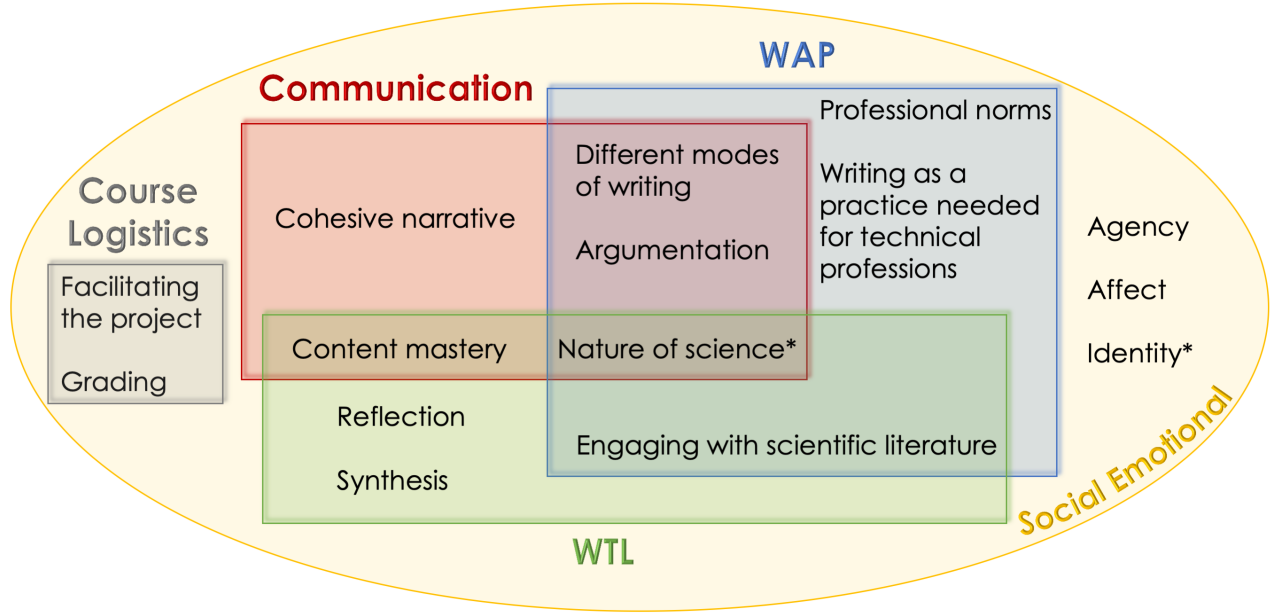 WAP
Communication
Professional norms
Different modes
of writing
Writing as a
practice needed
for technical
professions
Course
Logistics
Cohesive narrative
Argumentation
Agency
Facilitating
the project
Affect
Content mastery
Nature of science*
Identity*
Grading
Reflection
Engaging with scientific literature
Synthesis
Social Emotional
WTL